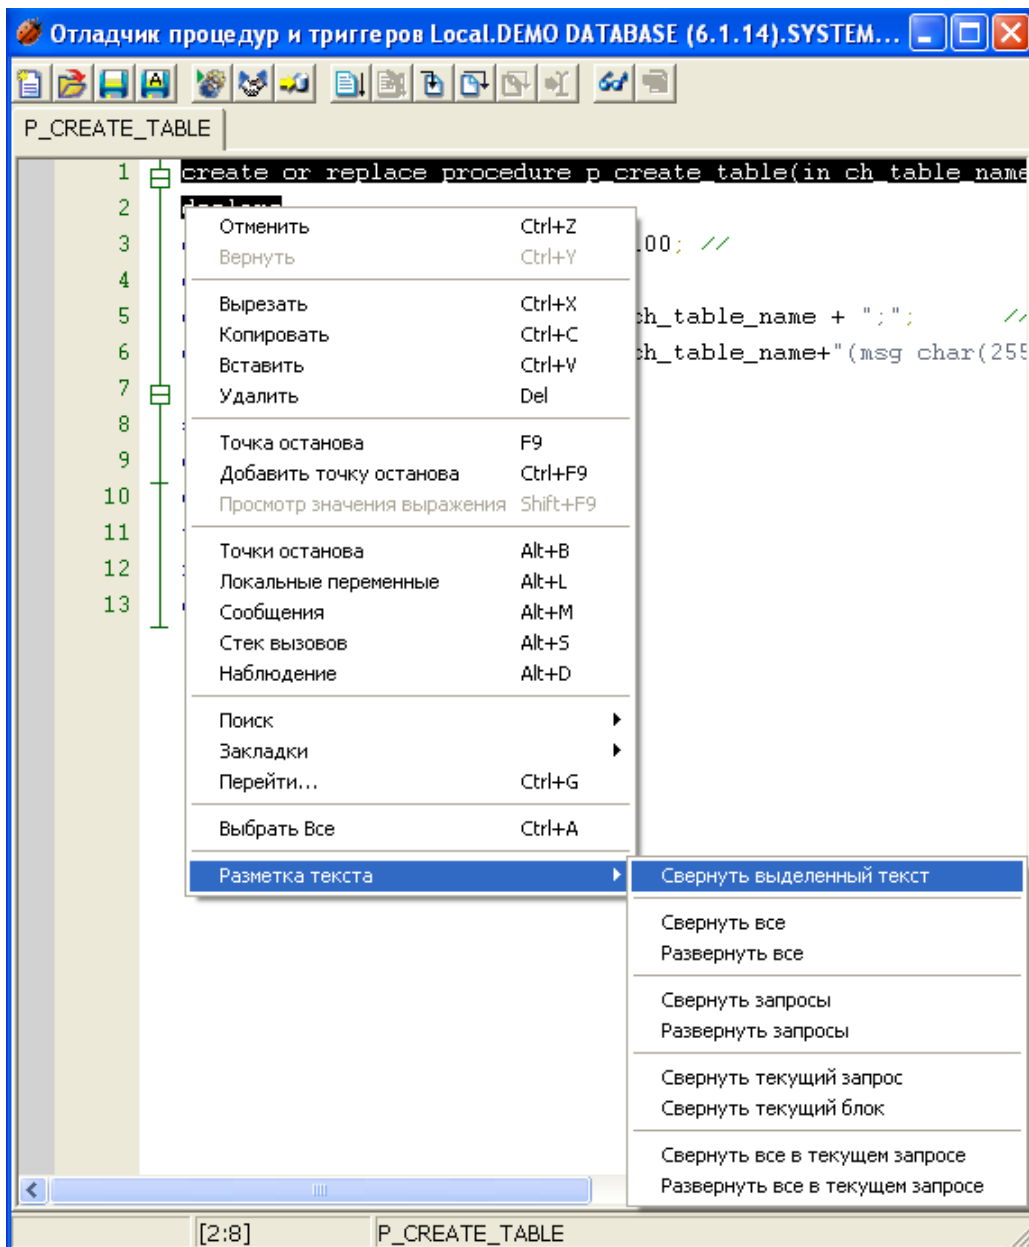 Отладчик процедур и триггеров Local.DEMO DATABASE (6.1.14).SYSTEM...
P_CREATE_TABLE
1 create or replace procedure p_create_table(in ch_table_name
2 declare
3 .00; //
4
5 ch_table_name + ";"; //
6 ch_table_name+"(msg char(255
7
8
9
10
11
12
13
Отменить Ctrl+Z
Вернуть Ctrl+Y
Вырезать Ctrl+X
Копировать Ctrl+C
Вставить Ctrl+V
Удалить Del
Точка останова F9
Добавить точку останова Ctrl+F9
Просмотр значения выражения Shift+F9
Точки останова Alt+B
Локальные переменные Alt+L
Сообщения Alt+M
Стек вызовов Alt+S
Наблюдение Alt+D
Поиск
Закладки
Перейти... Ctrl+G
Выбрать Все Ctrl+A
Разметка текста
Свернуть выделенный текст
Свернуть все
Развернуть все
Свернуть запросы
Развернуть запросы
Свернуть текущий запрос
Свернуть текущий блок
Свернуть все в текущем запросе
Развернуть все в текущем запросе
[2:8] P_CREATE_TABLE